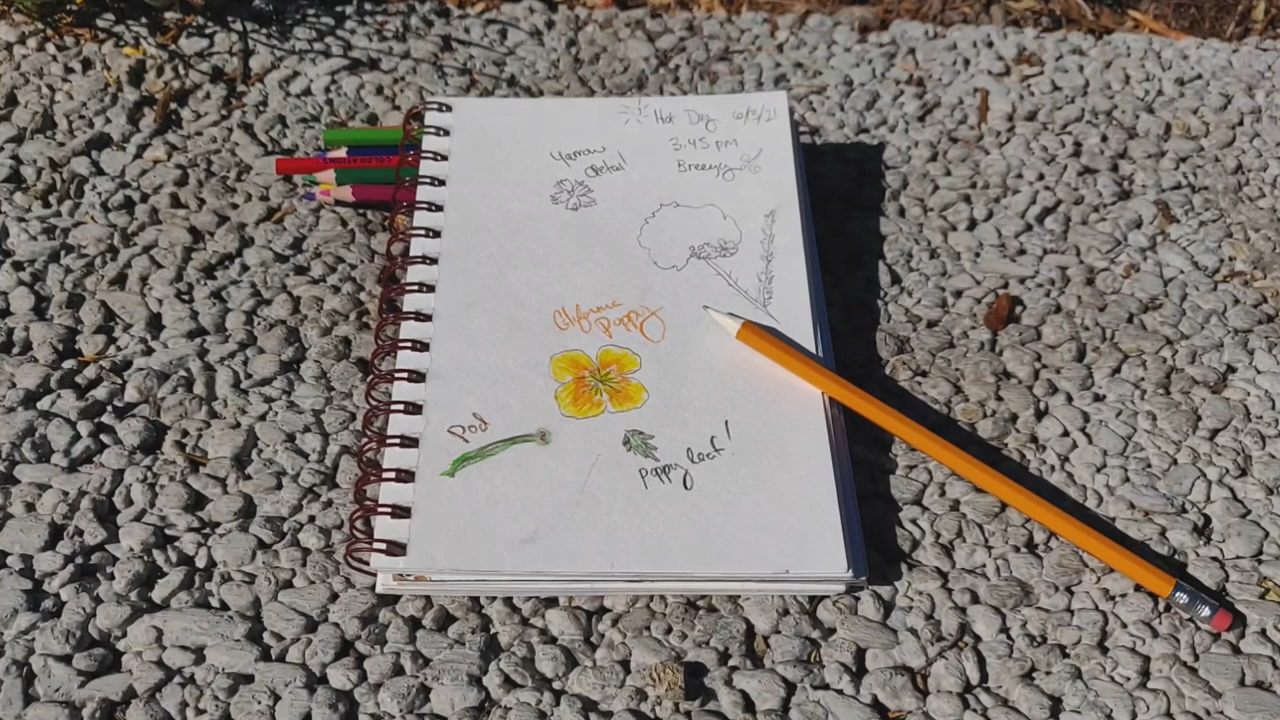 Hot Day 6/3/21
3:45 pm
Breezy
Yarrow
Petal
California
Poppy
Pod
poppy leaf!
COLORATIONS